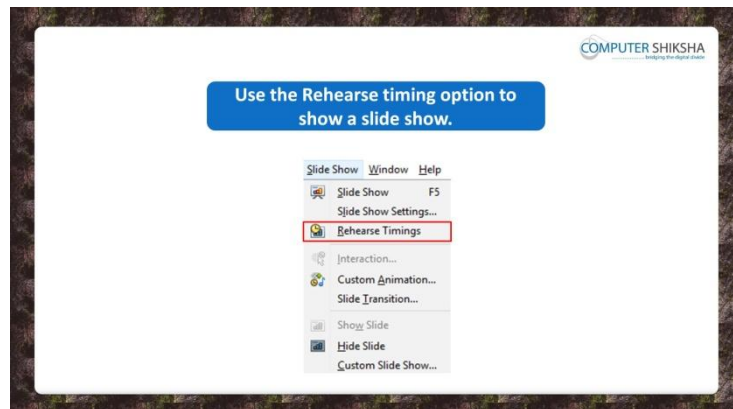 COMPUTER SHIKSHA
bridging the digital divide
Use the Rehearse timing option to
show a slide show.
Slide Show Window Help
Slide Show F5
Slide Show Settings...
Rehearse Timings
Interaction...
Custom Animation...
Slide Transition...
Show Slide
Hide Slide
Custom Slide Show...